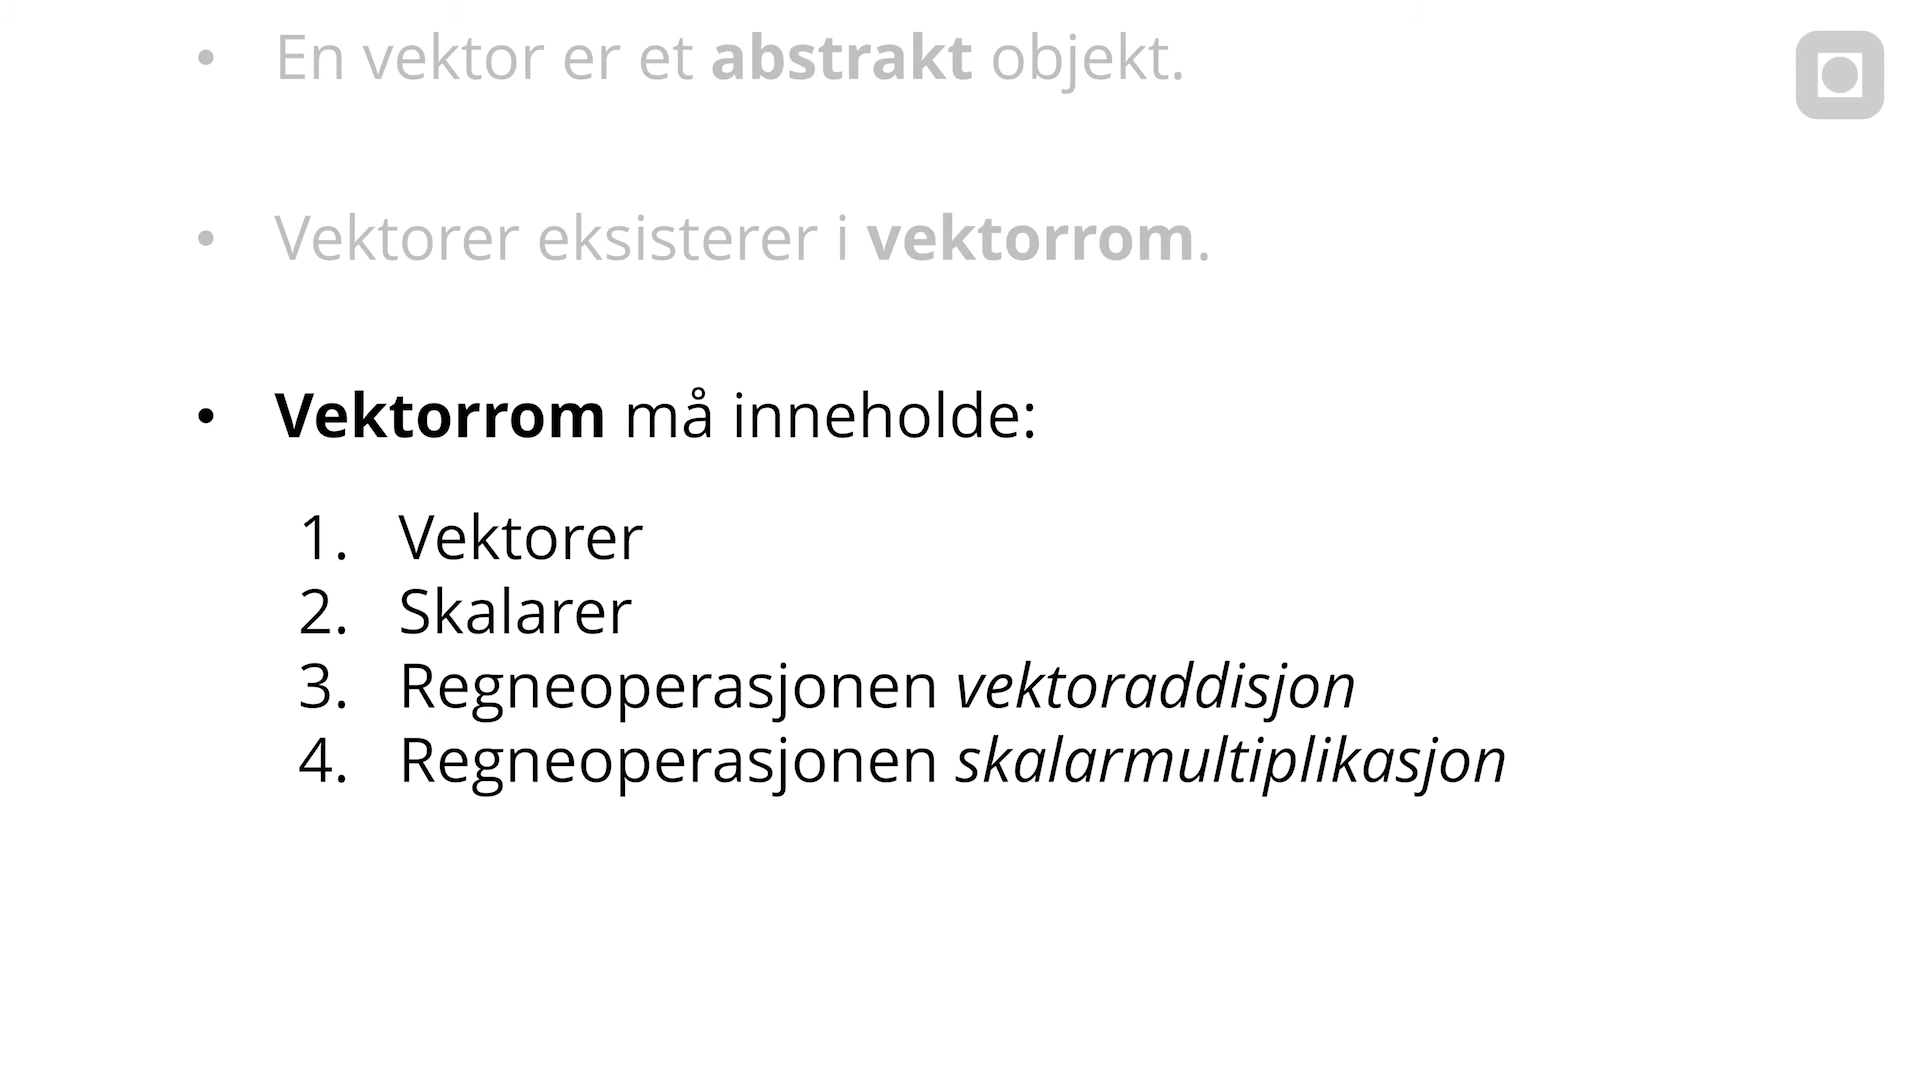 • En vektor er et abstrakt objekt.
• Vektorer eksisterer i vektorrom.
• Vektorrom må inneholde:
1. Vektorer
2. Skalarer
3. Regneoperasjonen vektoraddisjon
4. Regneoperasjonen skalarmultiplikasjon